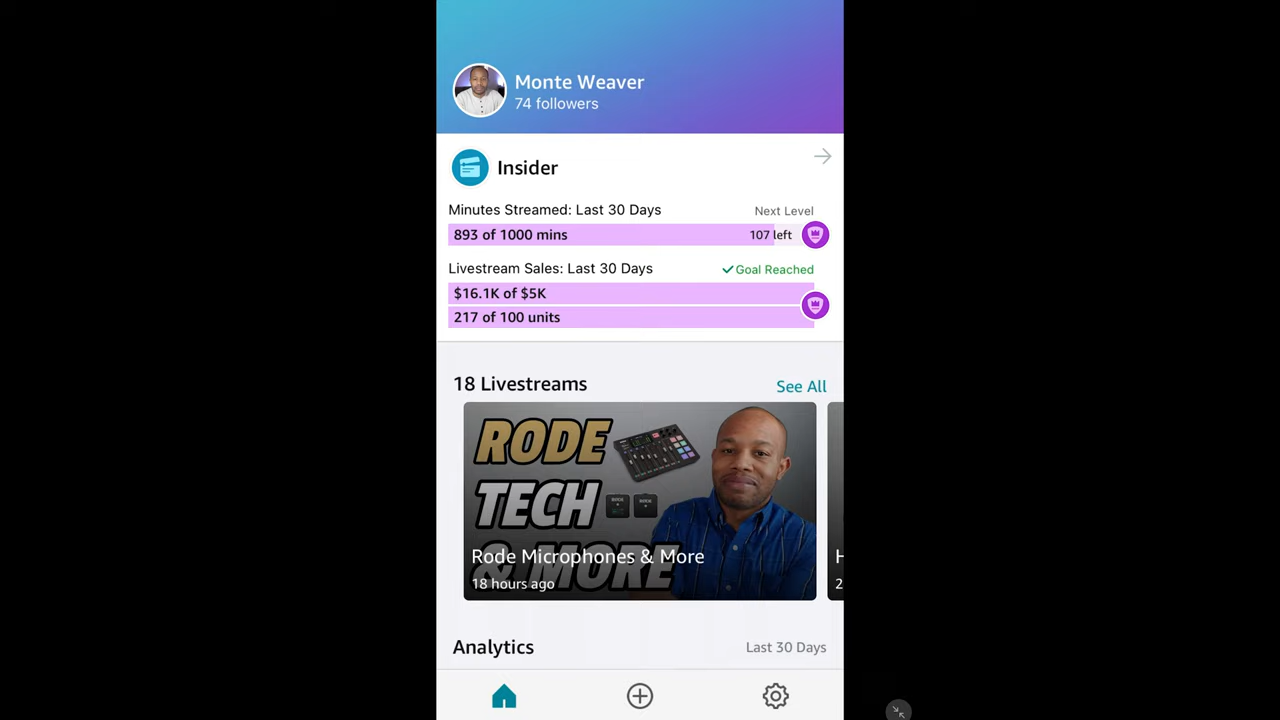 Monte Weaver
74 followers
Insider
Minutes Streamed: Last 30 Days
Next Level
893 of 1000 mins
107 left
Livestream Sales: Last 30 Days
Goal Reached
$16.1K of $5K
217 of 100 units
18 Livestreams
See All
RODE
TECH
& MORE
Rode Microphones & More
18 hours ago
H
2
Analytics
Last 30 Days